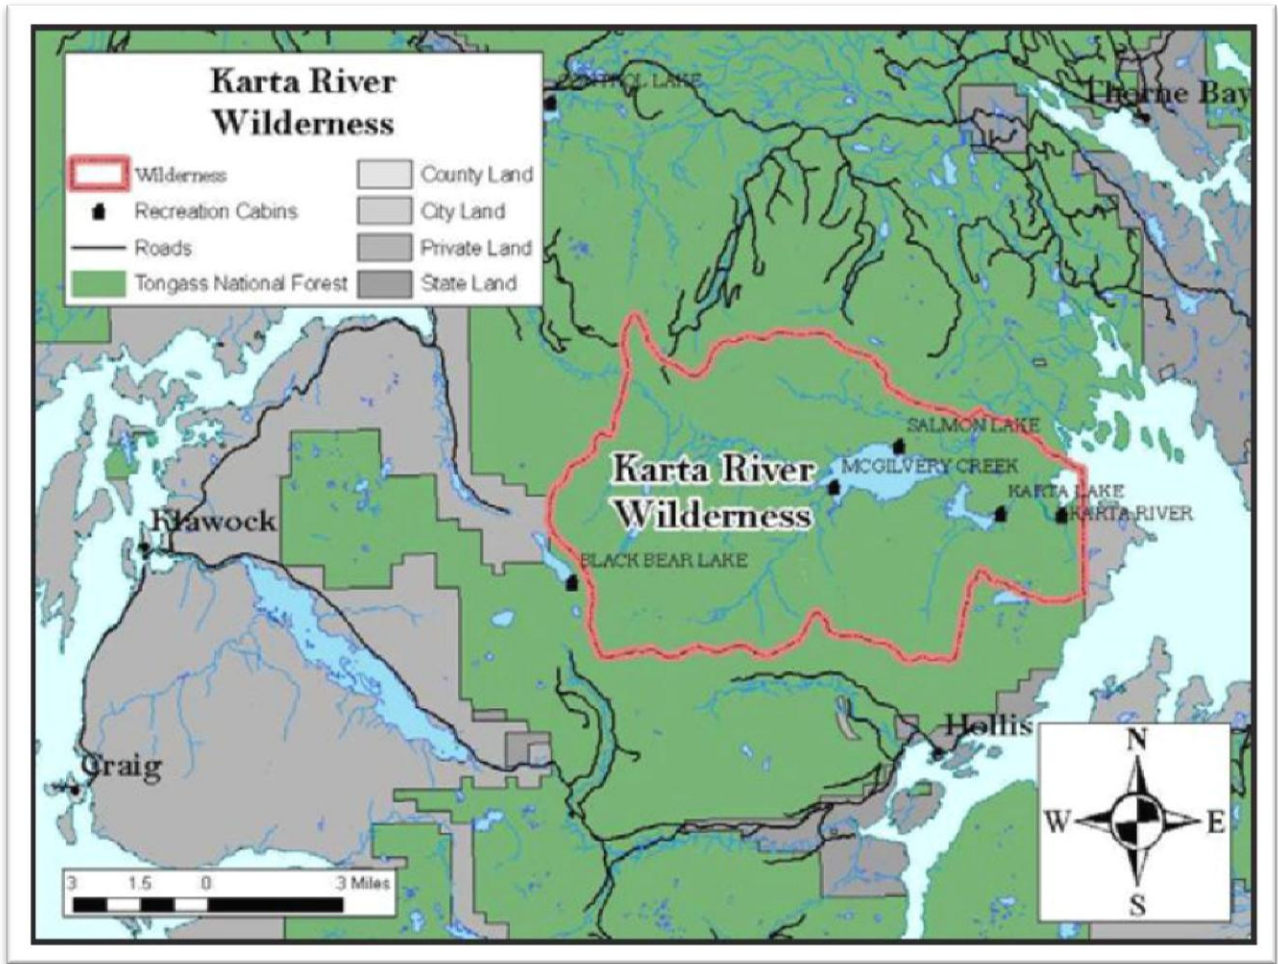 Karta River
Wilderness
Wilderness
Recreation Cabins
Roads
Tongass National Forest
County Land
City Land
Private Land
State Land
CONTROL LAKE
Thorne Bay
SALMON LAKE
Karta River
Wilderness
MCGILVERY CREEK
KARTA LAKE
KARTA RIVER
Klawock
BLACK BEAR LAKE
Hollis
Craig
N
W E
S
3 1.5 0 3 Miles